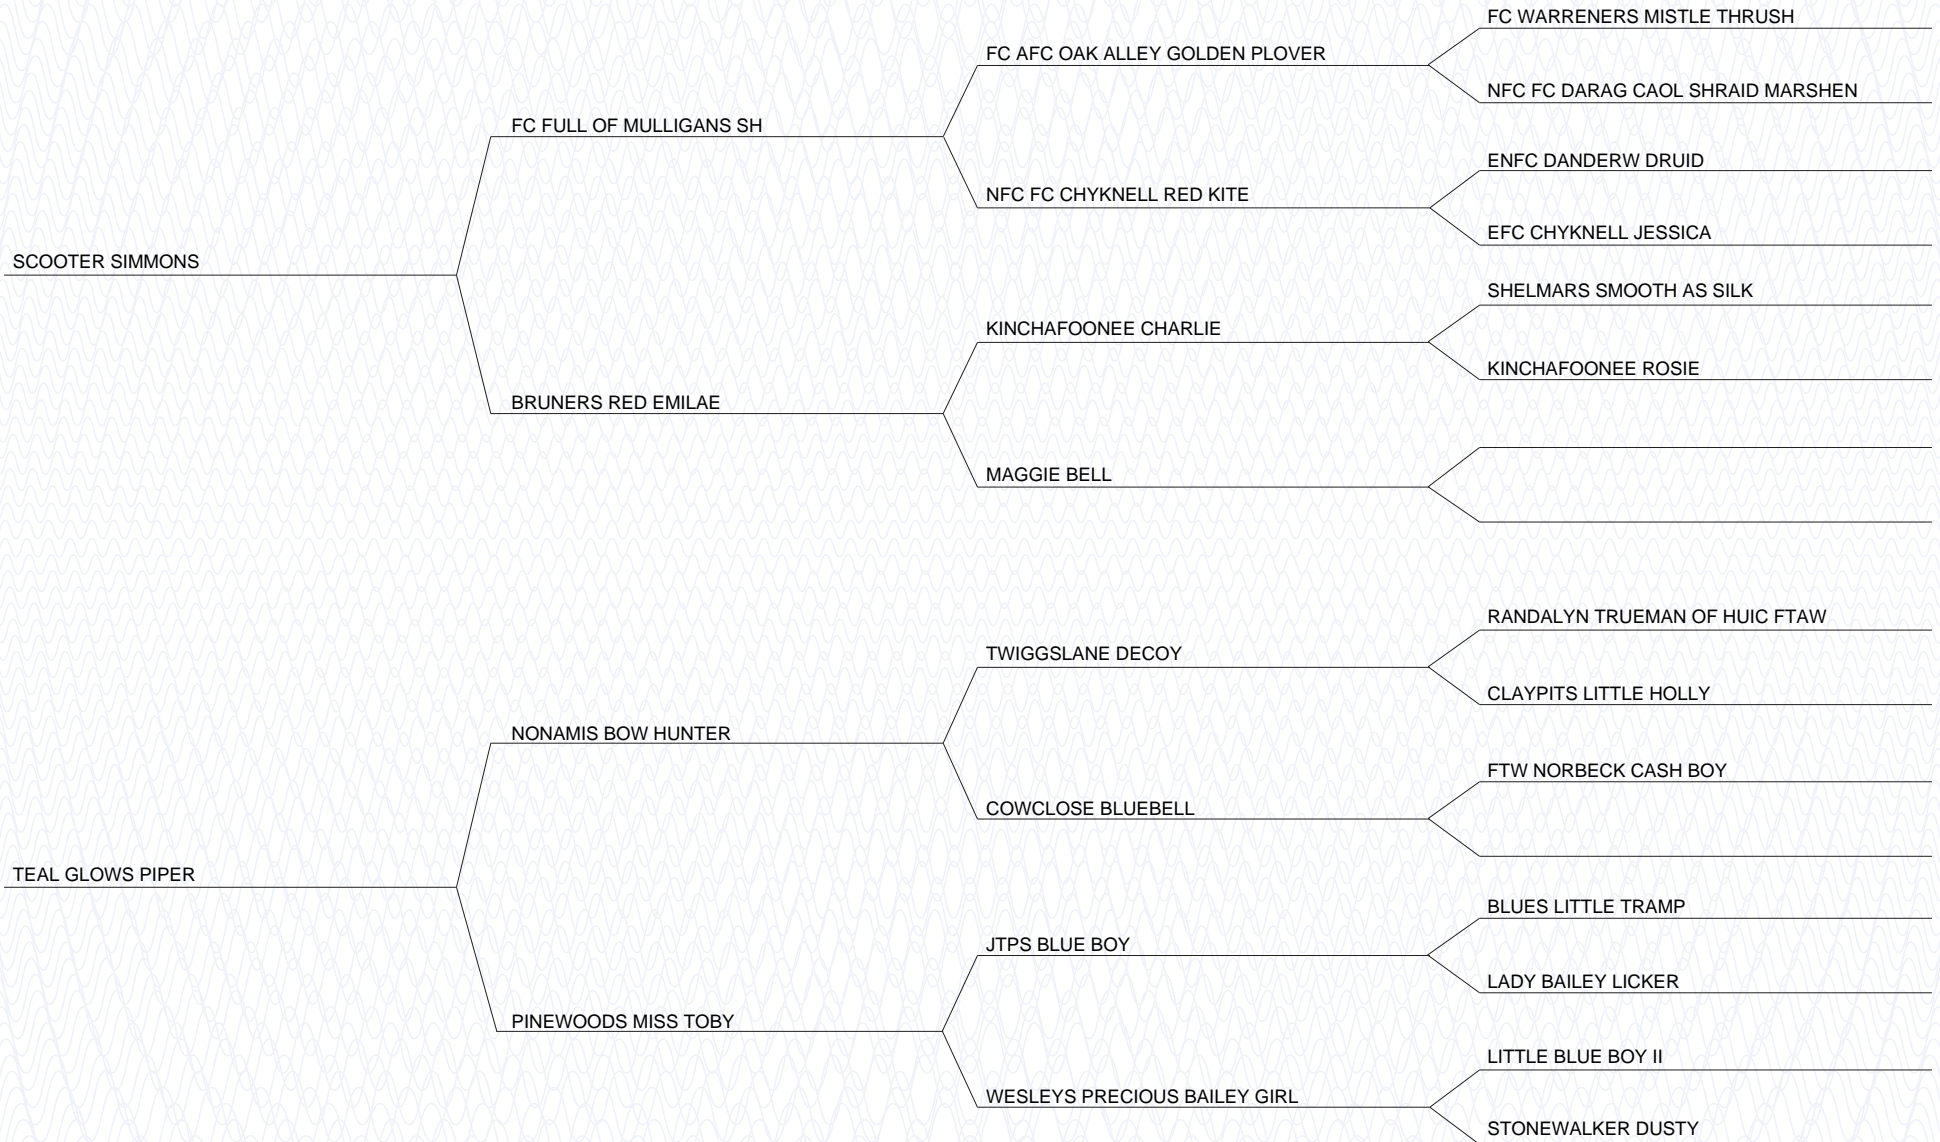 FC WARRENERS MISTLE THRUSH
FC AFC OAK ALLEY GOLDEN PLOVER
NFC FC DARAG CAOL SHRAID MARSHEN
FC FULL OF MULLIGANS SH
ENFC DANDERW DRUID
NFC FC CHYKNELL RED KITE
EFC CHYKNELL JESSICA
SCOOTER SIMMONS
SHELMARS SMOOTH AS SILK
KINCHAFOONEE CHARLIE
KINCHAFOONEE ROSIE
BRUNERS RED EMILAE
MAGGIE BELL
RANDALYN TRUEMAN OF HUIC FTAW
TWIGGSLANE DECOY
CLAYPITS LITTLE HOLLY
NONAMIS BOW HUNTER
FTW NORBECK CASH BOY
COWCLOSE BLUEBELL
TEAL GLOWS PIPER
BLUES LITTLE TRAMP
JTPS BLUE BOY
LADY BAILEY LICKER
PINEWOODS MISS TOBY
LITTLE BLUE BOY II
WESLEYS PRECIOUS BAILEY GIRL
STONEWALKER DUSTY